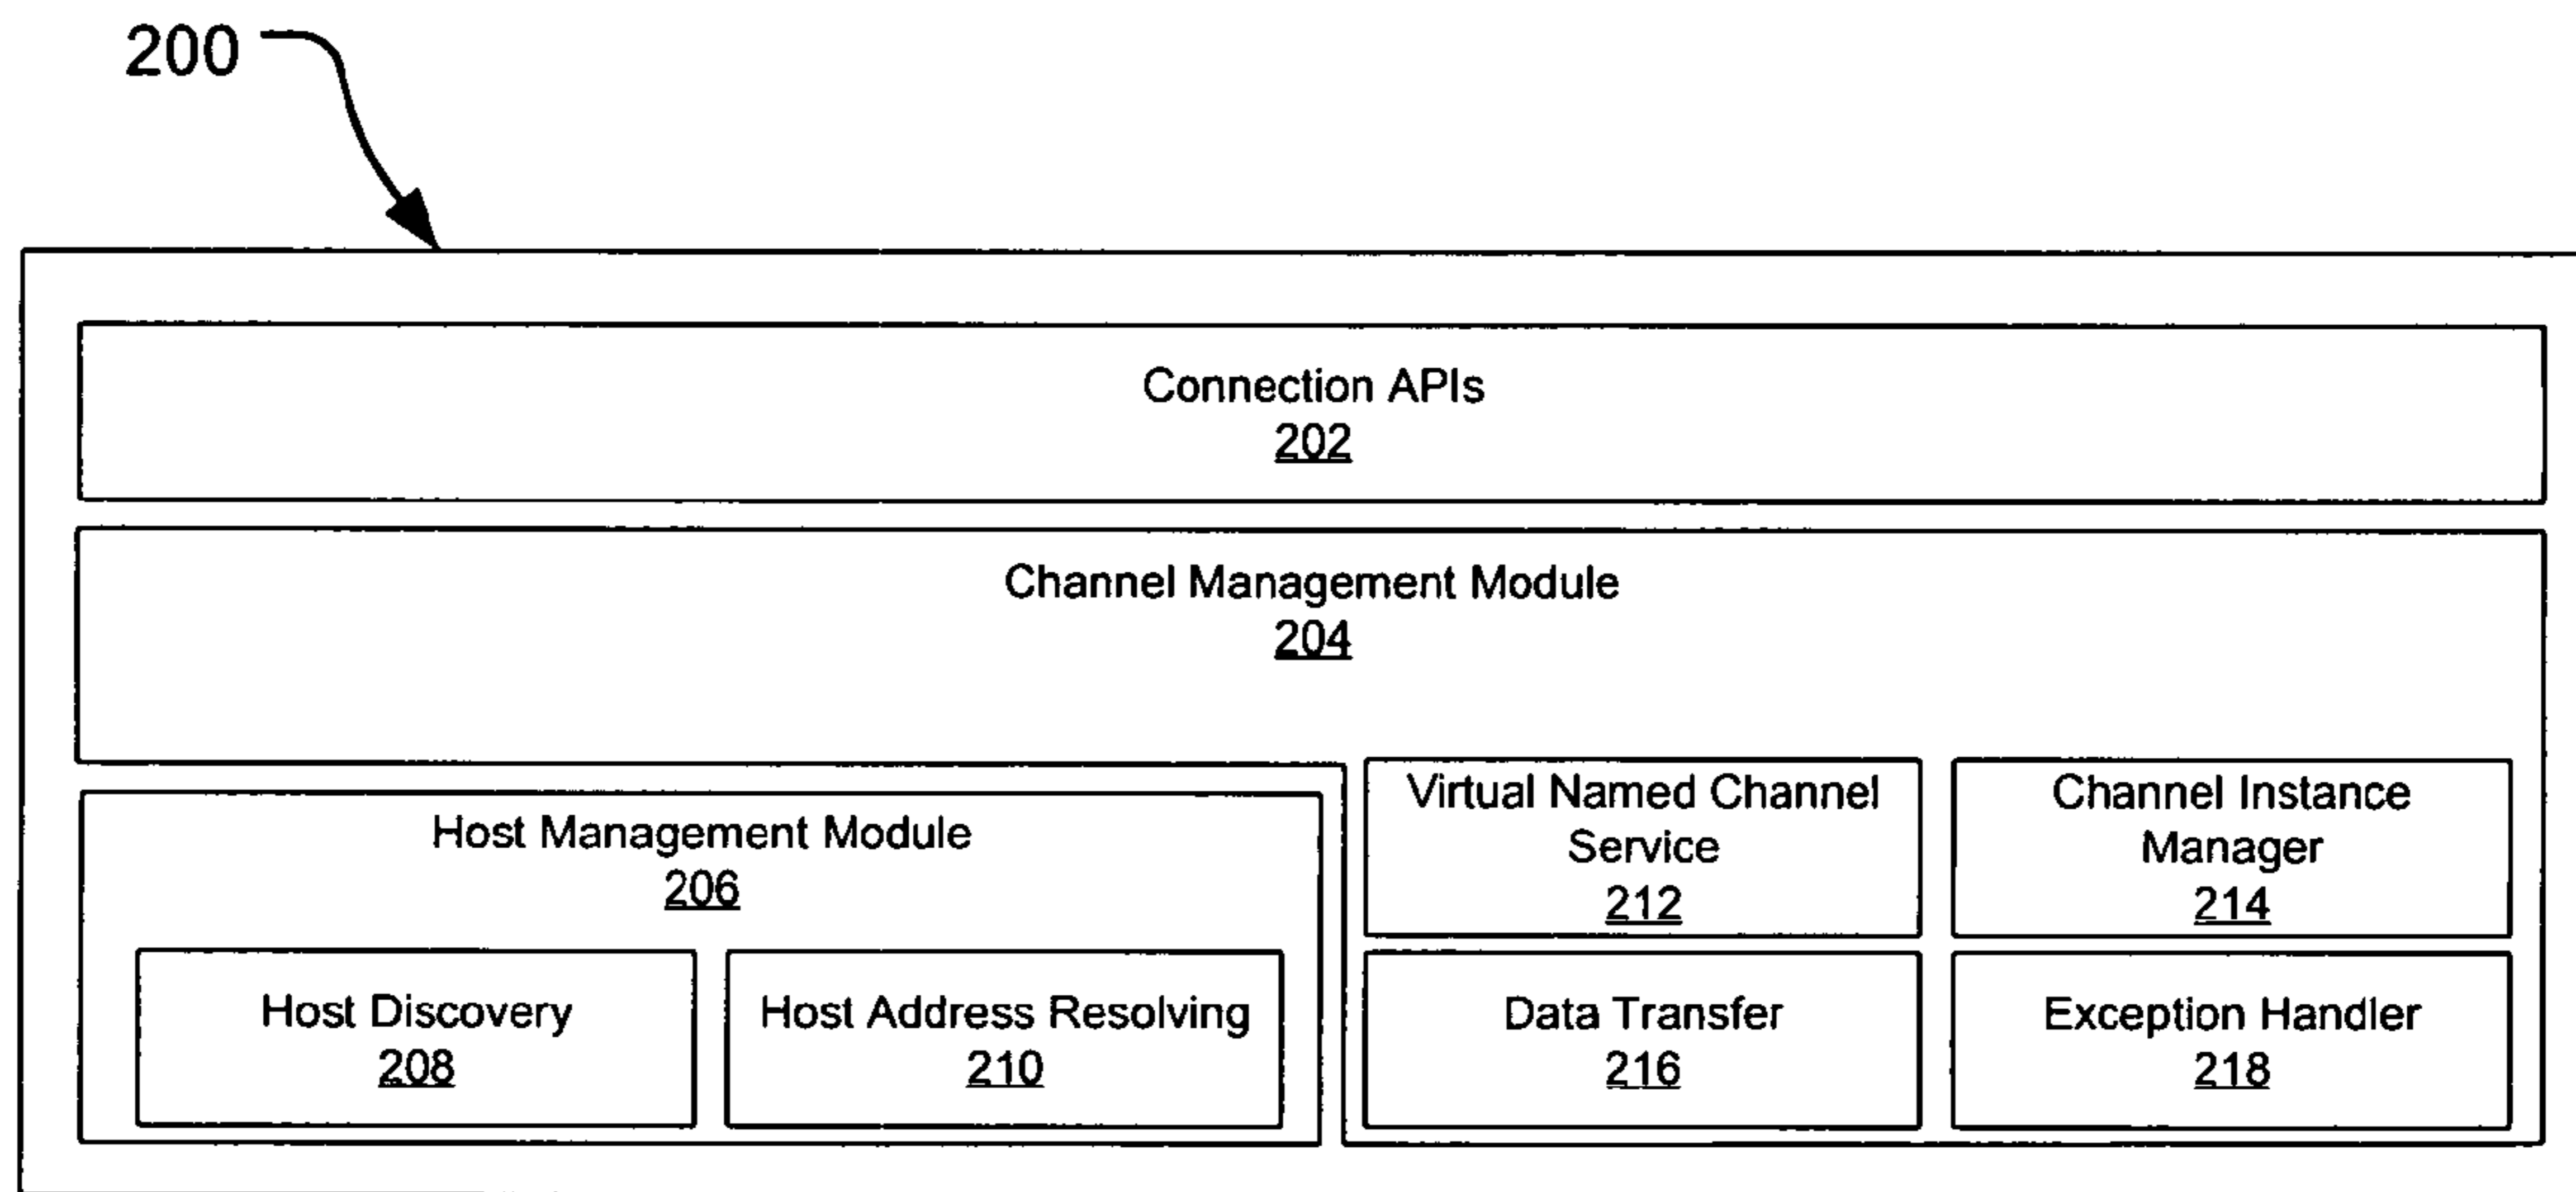 200
Connection APIs
202
Channel Management Module
204
Host Management Module
206
Host Discovery
208
Host Address Resolving
210
Virtual Named Channel
Service
212
Channel Instance
Manager
214
Data Transfer
216
Exception Handler
218